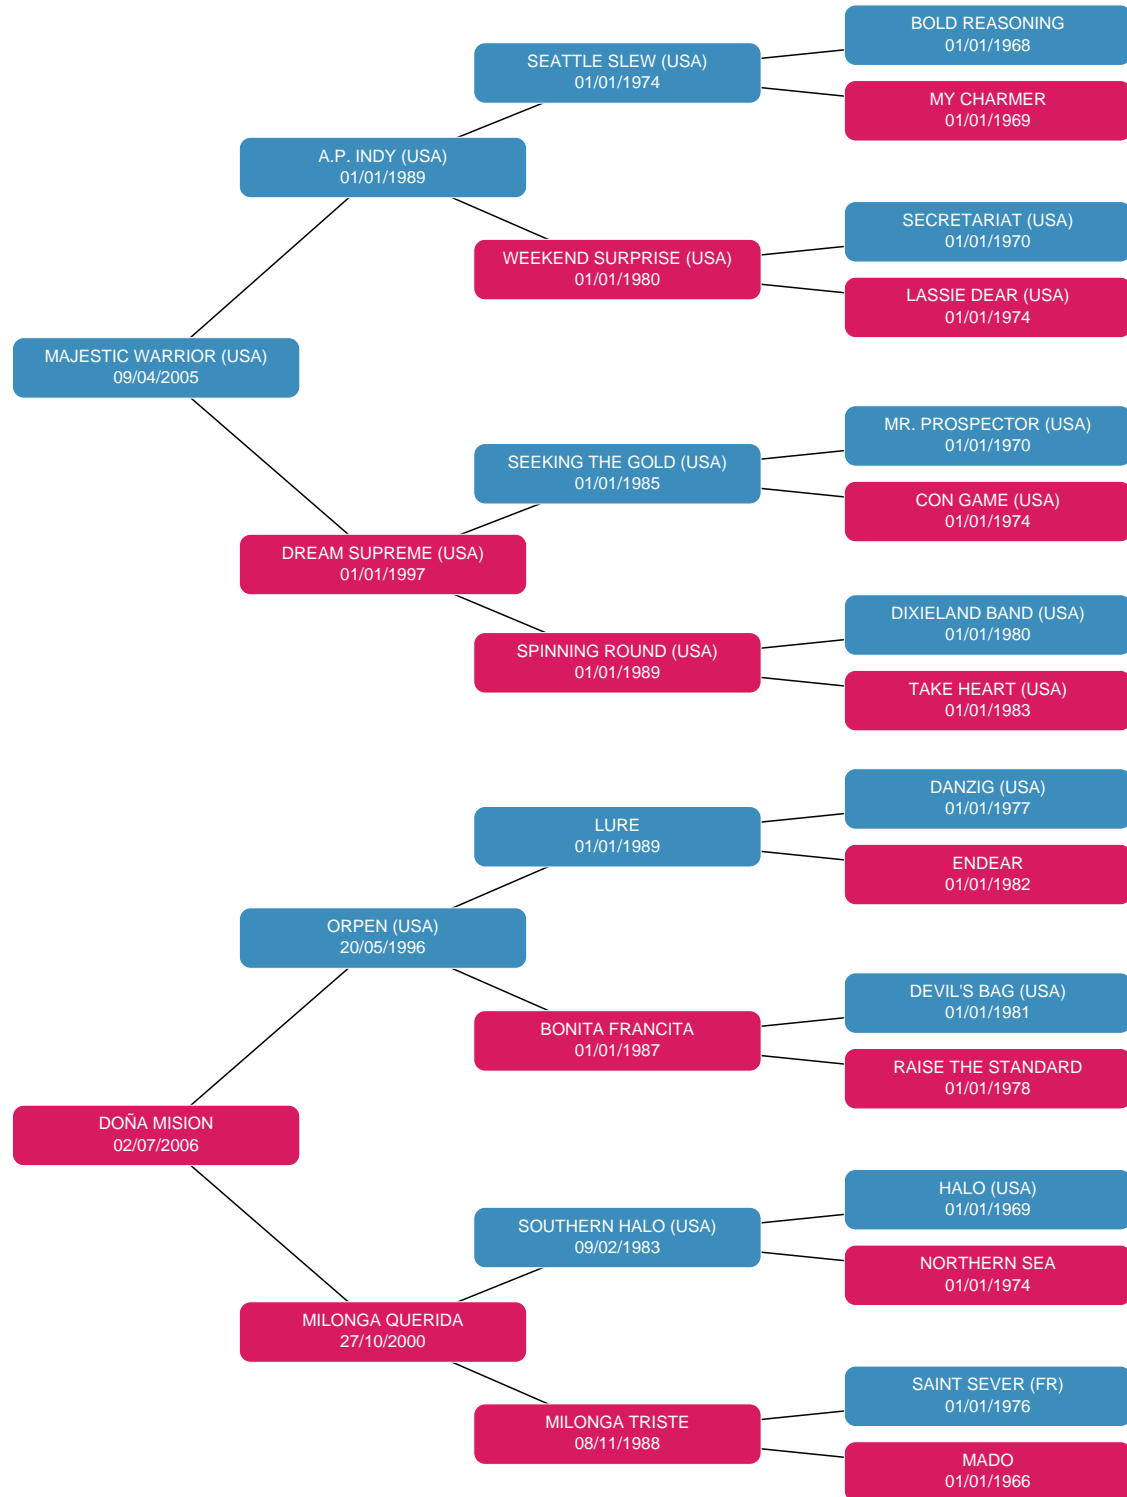 BOLD REASONING
01/01/1968
SEATTLE SLEW (USA)
01/01/1974
MY CHARMER
01/01/1969
A.P. INDY (USA)
01/01/1989
SECRETARIAT (USA)
01/01/1970
WEEKEND SURPRISE (USA)
01/01/1980
LASSIE DEAR (USA)
01/01/1974
MAJESTIC WARRIOR (USA)
09/04/2005
MR. PROSPECTOR (USA)
01/01/1970
SEEKING THE GOLD (USA)
01/01/1985
CON GAME (USA)
01/01/1974
DREAM SUPREME (USA)
01/01/1997
DIXIELAND BAND (USA)
01/01/1980
SPINNING ROUND (USA)
01/01/1989
TAKE HEART (USA)
01/01/1983
DANZIG (USA)
01/01/1977
LURE
01/01/1989
ENDEAR
01/01/1982
ORPEN (USA)
20/05/1996
DEVIL'S BAG (USA)
01/01/1981
BONITA FRANCITA
01/01/1987
RAISE THE STANDARD
01/01/1978
DOÑA MISION
02/07/2006
HALO (USA)
01/01/1969
SOUTHERN HALO (USA)
09/02/1983
NORTHERN SEA
01/01/1974
MILONGA QUERIDA
27/10/2000
SAINT SEVER (FR)
01/01/1976
MILONGA TRISTE
08/11/1988
MADO
01/01/1966